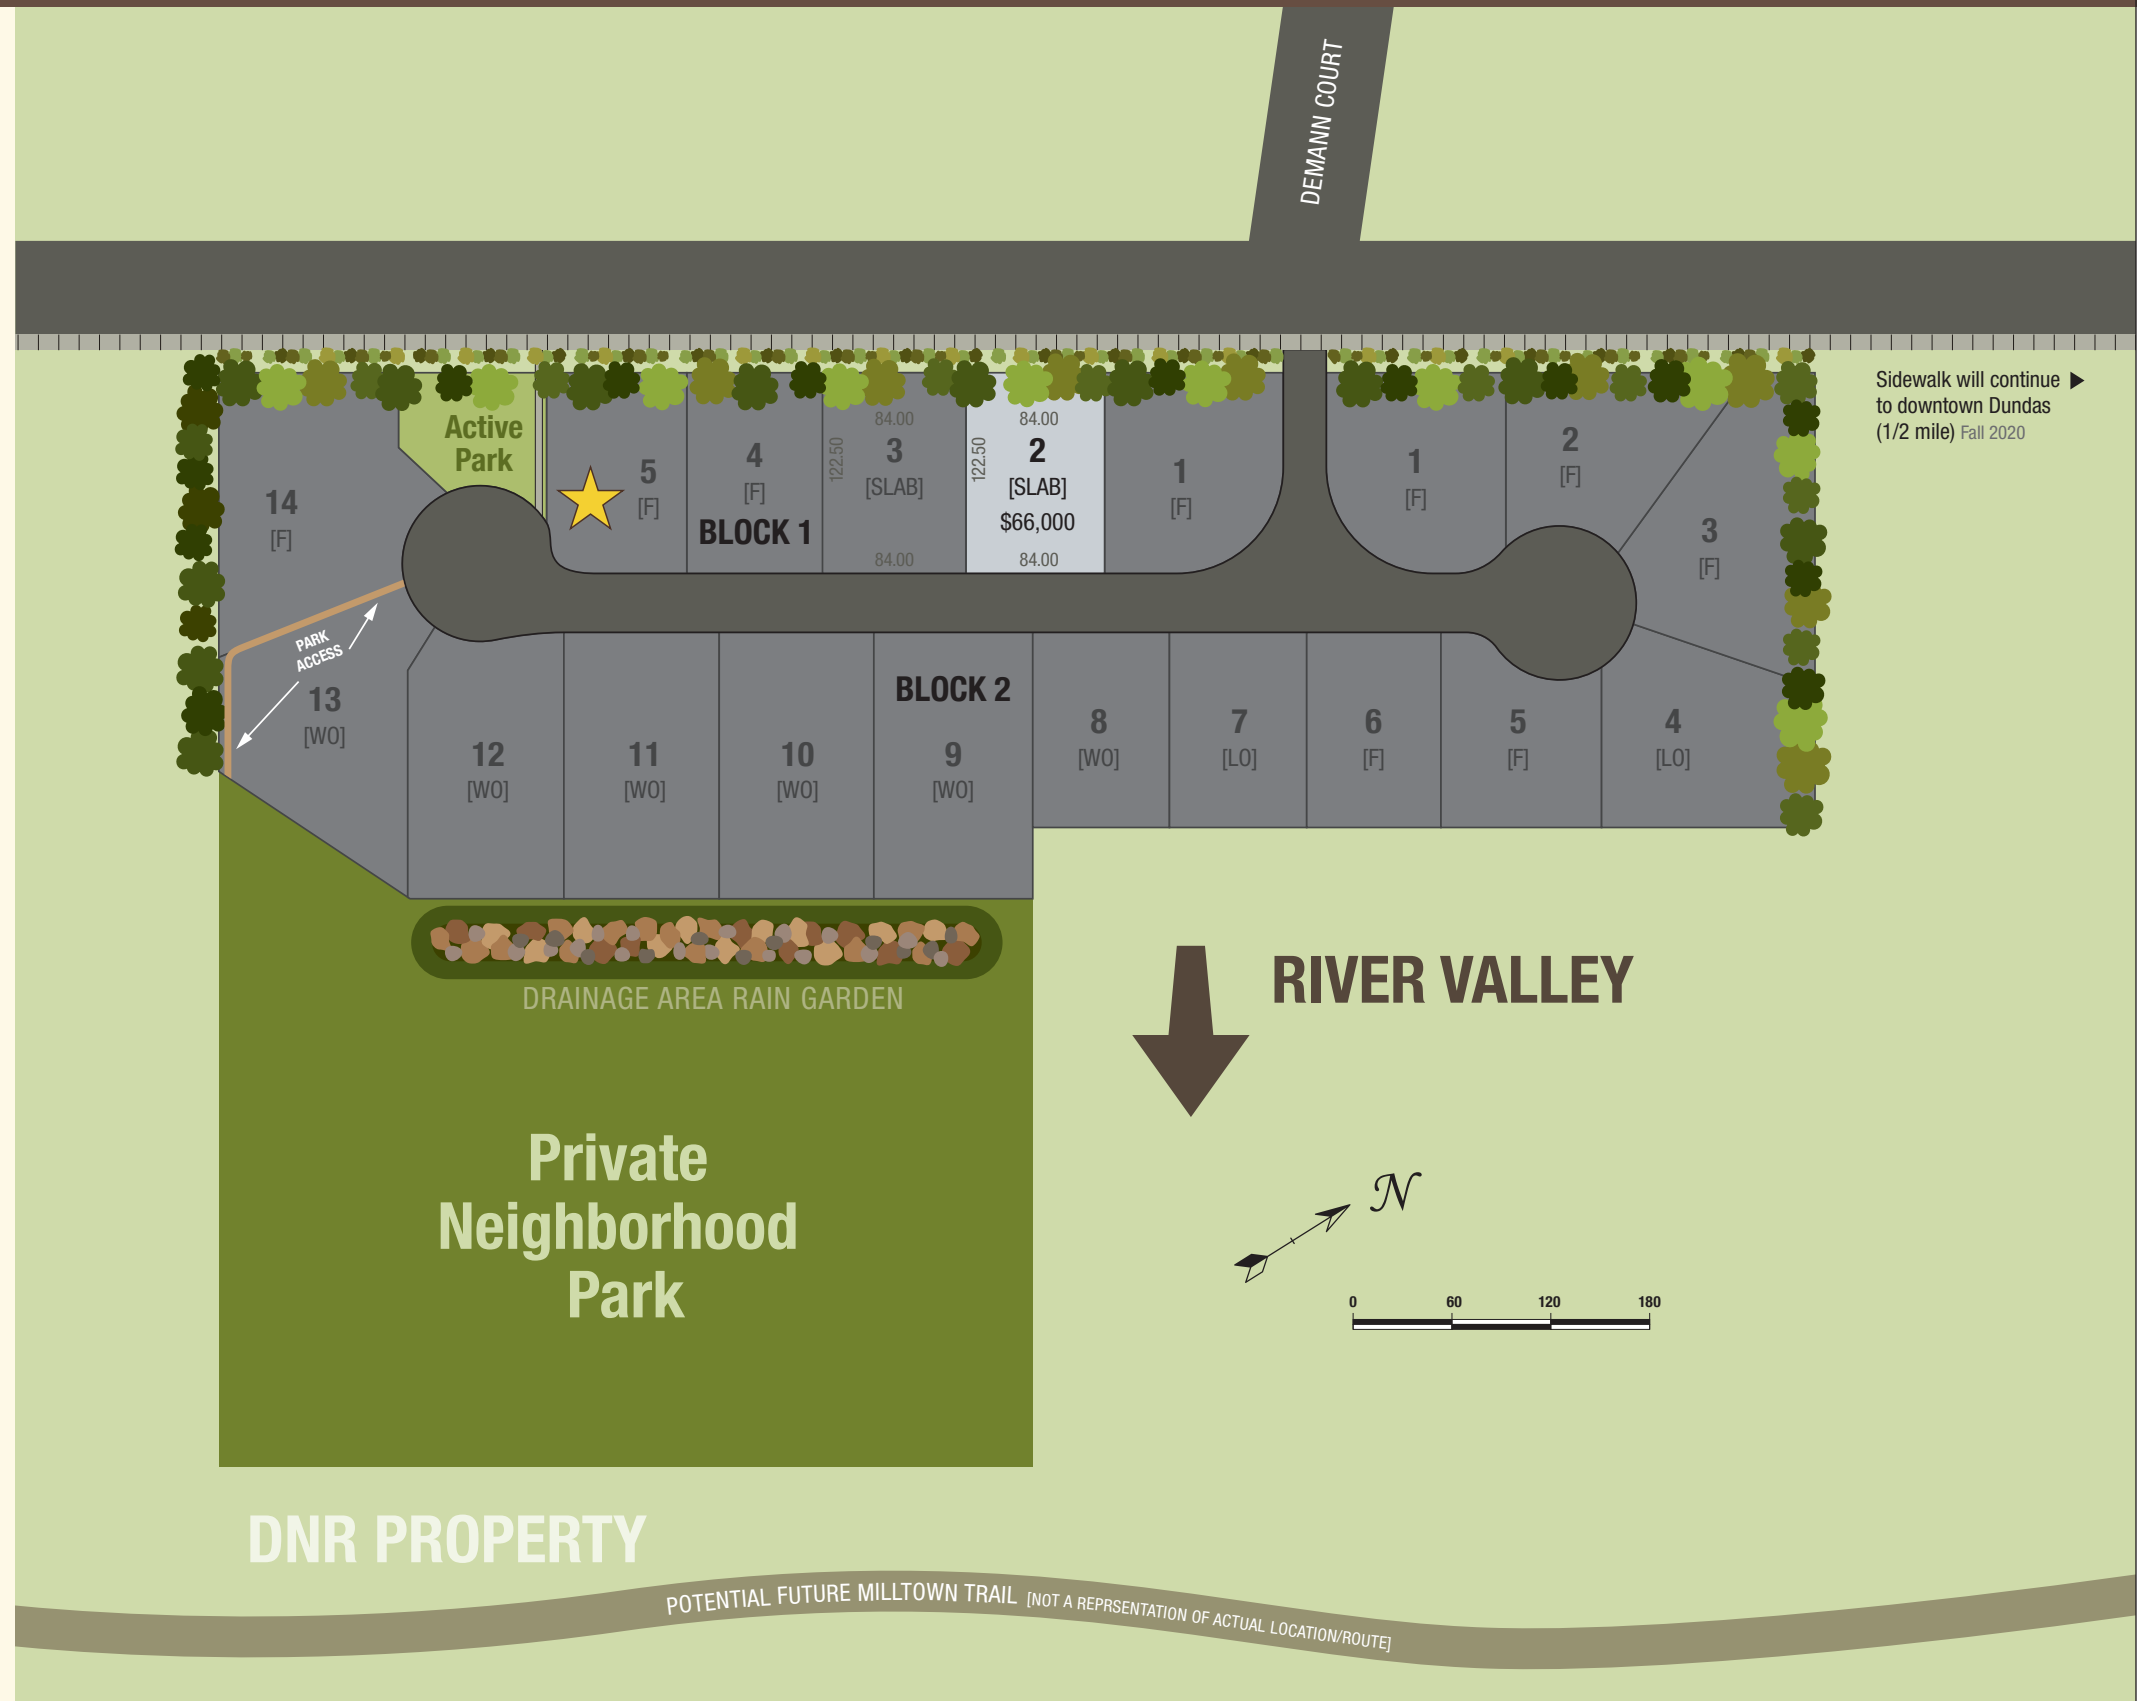 DEMANN COURT
Sidewalk will continue
to downtown Dundas
(1/2 mile) Fall 2020
Active
Park
14
[F]
5
[F]
4
[F]
BLOCK 1
84.00
122.50
3
[SLAB]
84.00
84.00
122.50
2
[SLAB]
$66,000
84.00
1
[F]
1
[F]
2
[F]
3
[F]
PARK
ACCESS
13
[WO]
12
[WO]
11
[WO]
10
[WO]
BLOCK 2
9
[WO]
8
[WO]
7
[LO]
6
[F]
5
[F]
4
[LO]
DRAINAGE AREA RAIN GARDEN
RIVER VALLEY
Private
Neighborhood
Park
N
0 60 120 180
DNR PROPERTY
POTENTIAL FUTURE MILLTOWN TRAIL [NOT A REPRSENTATION OF ACTUAL LOCATION/ROUTE]